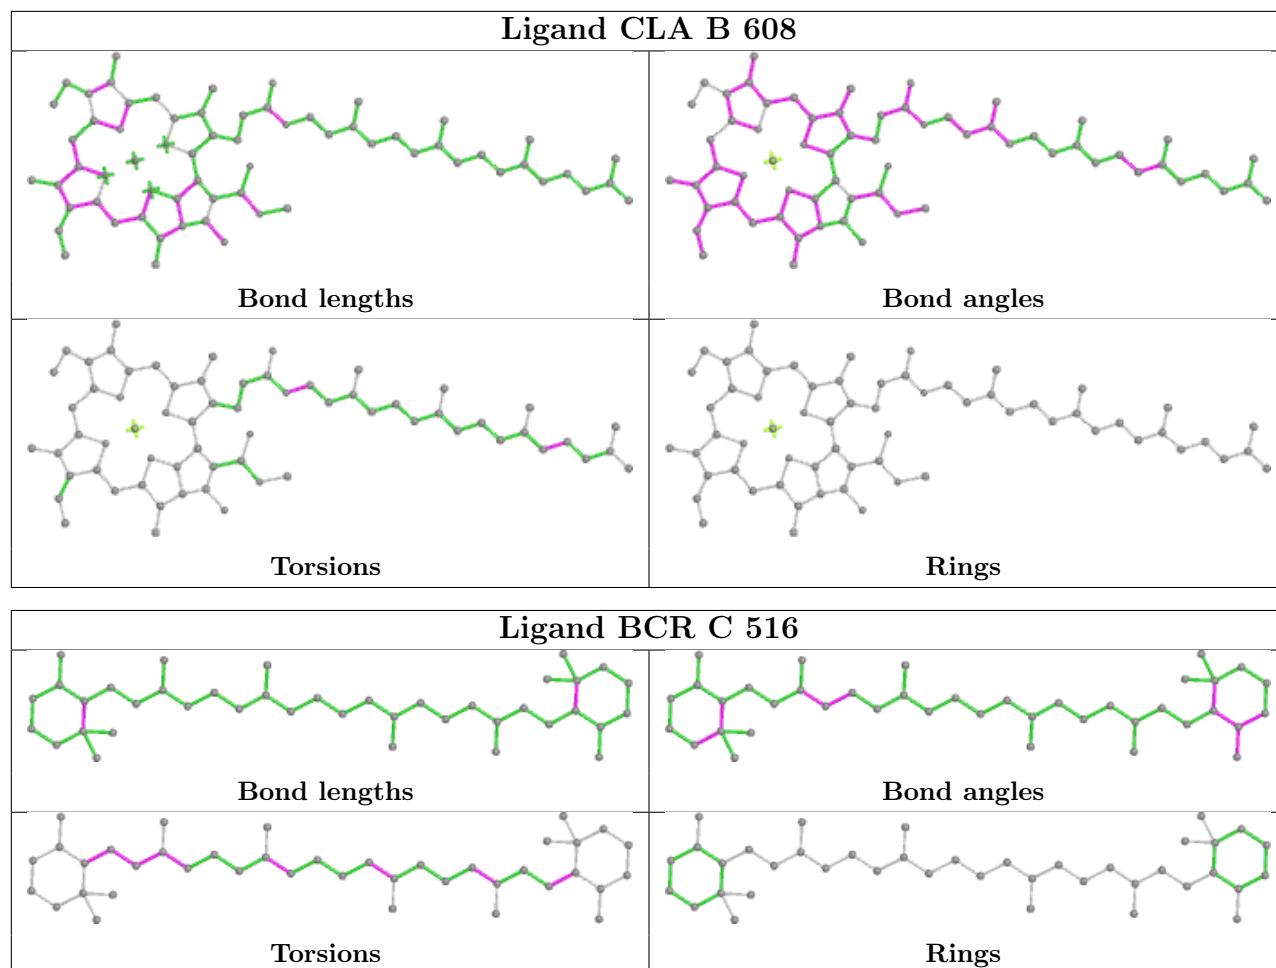 Ligand CLA B 608
Bond lengths
Bond angles
Torsions
Rings
Ligand BCR C 516
Bond lengths
Bond angles
Torsions
Rings